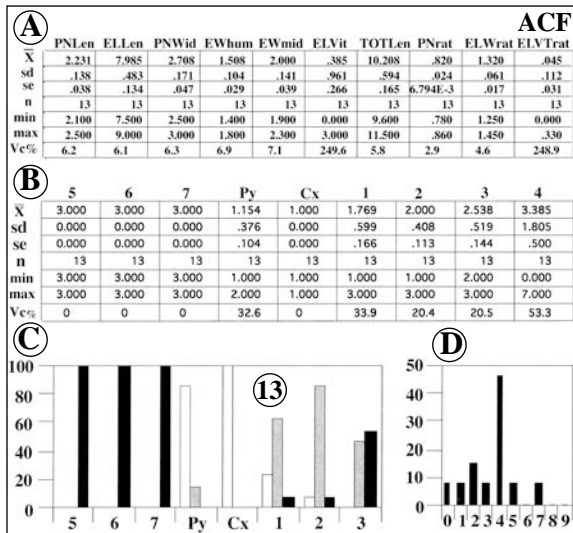 A ACF
PNLen ELLen PNWid EWhum EWmid ELVit TOTLen PNrat ELWrat ELVTrat
X̅ 2.231 7.985 2.708 1.508 2.000 .385 10.208 .820 1.320 .045
sd .138 .483 .171 .104 .141 .961 .594 .024 .061 .112
se .038 .134 .047 .029 .039 .266 .165 6.794E-3 .017 .031
n 13 13 13 13 13 13 13 13 13 13
min 2.100 7.500 2.500 1.400 1.900 0.000 9.600 .780 1.250 0.000
max 2.500 9.000 3.000 1.800 2.300 3.000 11.500 .860 1.450 .330
Vc% 6.2 6.1 6.3 6.9 7.1 249.6 5.8 2.9 4.6 248.9
B 5 6 7 Py Cx 1 2 3 4
X̅ 3.000 3.000 3.000 1.154 1.000 1.769 2.000 2.538 3.385
sd 0.000 0.000 0.000 .376 0.000 .599 .408 .519 1.805
se 0.000 0.000 0.000 .104 0.000 .166 .113 .144 .500
n 13 13 13 13 13 13 13 13 13
min 3.000 3.000 3.000 1.000 1.000 1.000 1.000 2.000 0.000
max 3.000 3.000 3.000 2.000 1.000 3.000 3.000 3.000 7.000
Vc% 0 0 0 32.6 0 33.9 20.4 20.5 53.3
C
100
80
60
40
20
0
13
5 6 7 Py Cx 1 2 3
D
50
40
30
20
10
0
0 1 2 3 4 5 6 7 8 9